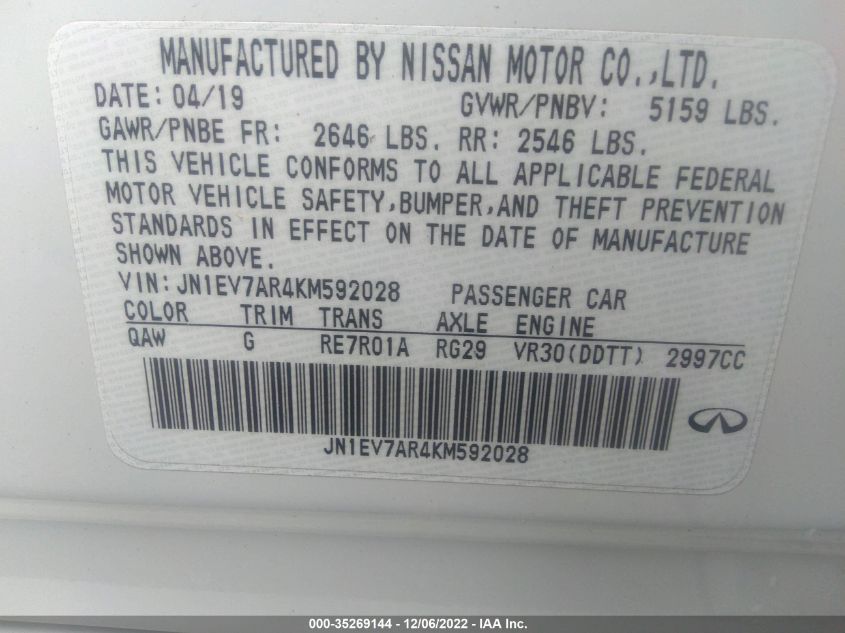 MANUFACTURED BY NISSAN MOTOR CO.,LTD.
DATE: 04/19 GVWR/PNBV: 5159 LBS.
GAWR/PNBE FR: 2646 LBS. RR: 2546 LBS.
THIS VEHICLE CONFORMS TO ALL APPLICABLE FEDERAL
MOTOR VEHICLE SAFETY,BUMPER,AND THEFT PREVENTION
STANDARDS IN EFFECT ON THE DATE OF MANUFACTURE
SHOWN ABOVE.
VIN: JN1EV7AR4KM592028 PASSENGER CAR
COLOR TRIM TRANS AXLE ENGINE
QAW G RE7R01A RG29 VR30(DDTT) 2997CC
JN1EV7AR4KM592028
000-35269144 - 12/06/2022 - IAA Inc.